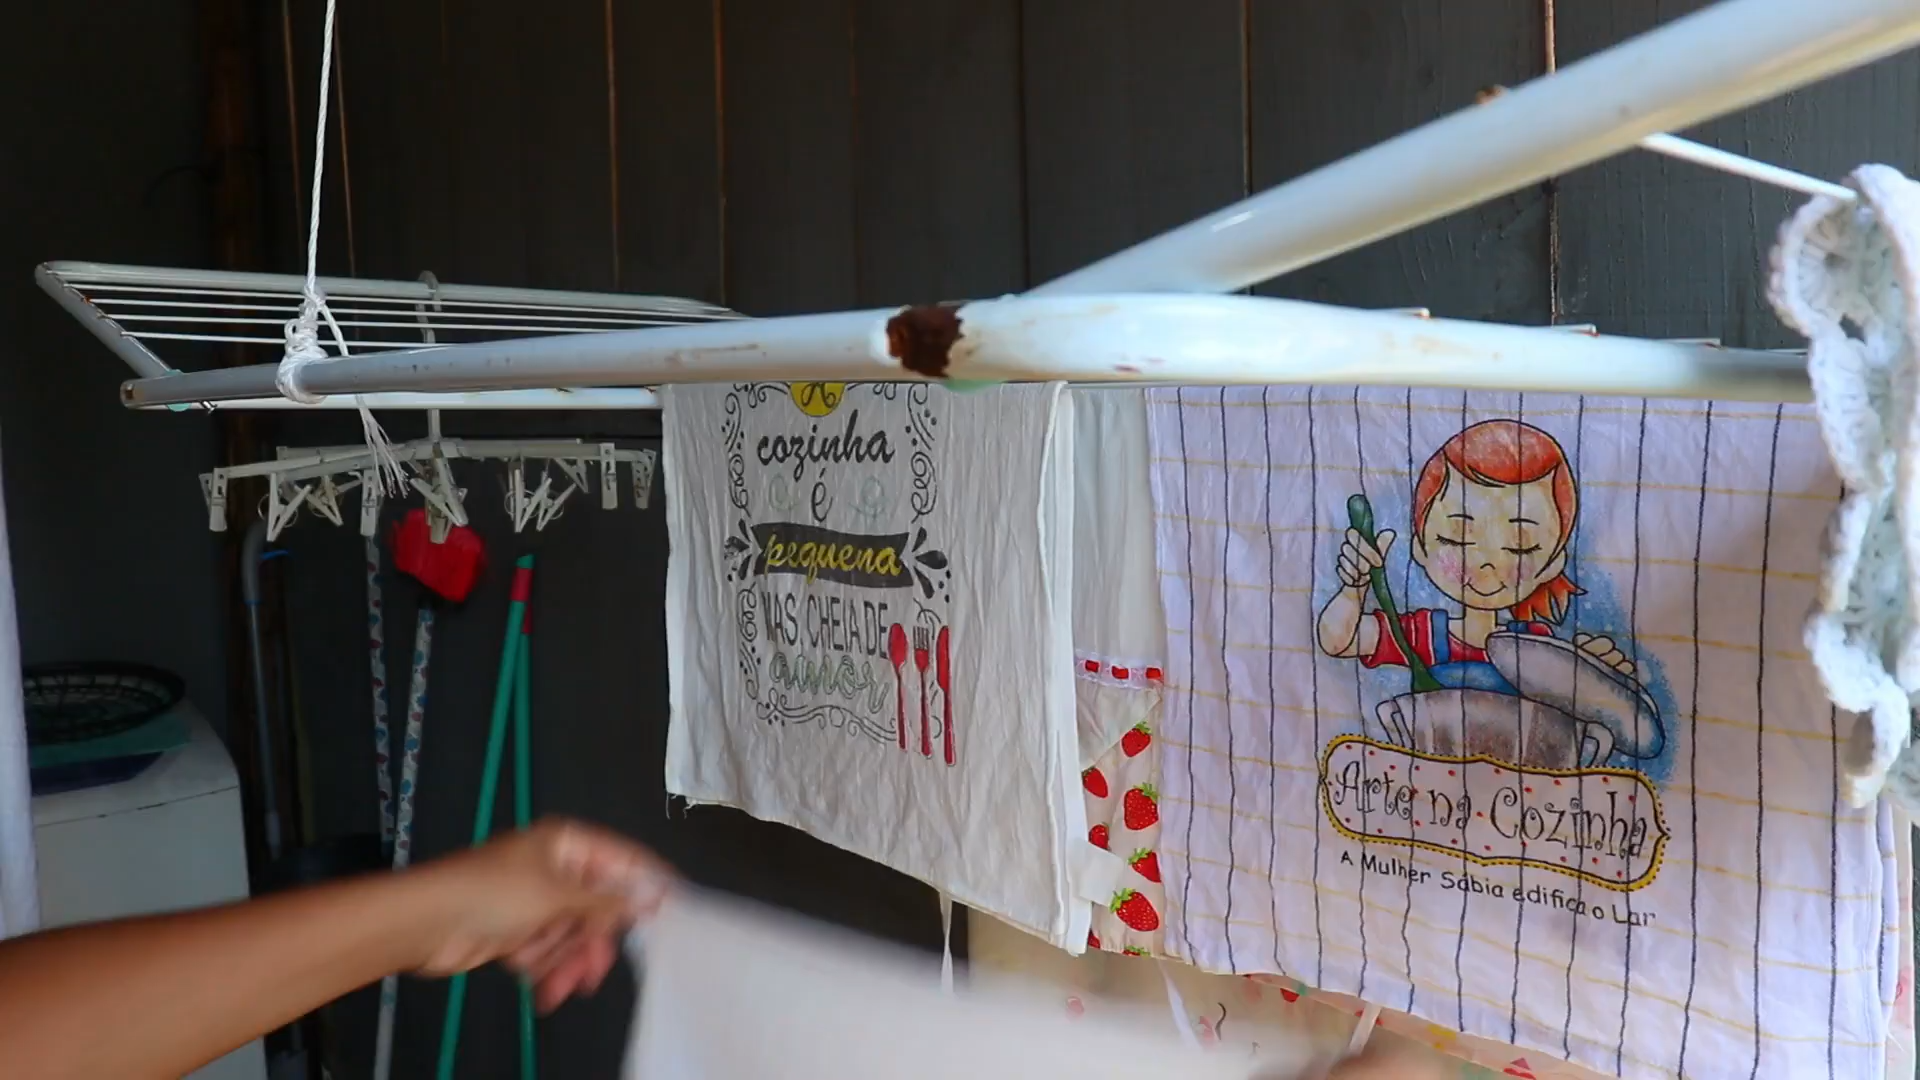 A
cozinha
é
pequena
MAS, CHEIA DE
amor
Arte na Cozinha
A Mulher Sábia edifica o Lar